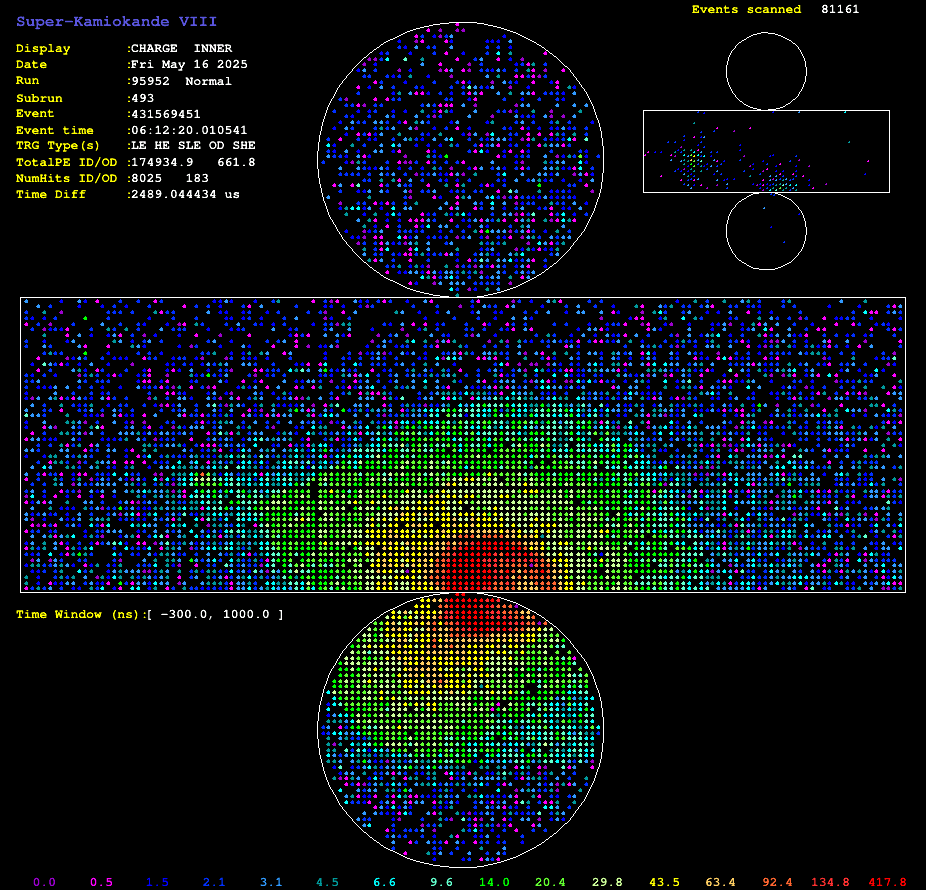 Super-Kamiokande VIII
Events scanned 81161
Display :CHARGE INNER
Date :Fri May 16 2025
Run :95952 Normal
Subrun :493
Event :431569451
Event time :06:12:20.010541
TRG Type(s) :LE HE SLE OD SHE
TotalPE ID/OD :174934.9 661.8
NumHits ID/OD :8025 183
Time Diff :2489.044434 us
Time Window (ns):[ -300.0, 1000.0 ]
0.0 0.5 1.5 2.1 3.1 4.5 6.6 9.6 14.0 20.4 29.8 43.5 63.4 92.4 134.8 417.8